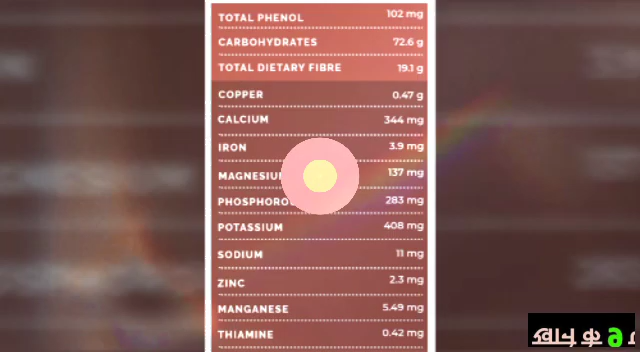 TOTAL PHENOL 102 mg
CARBOHYDRATES 72.6 g
TOTAL DIETARY FIBRE 19.1 g
COPPER 0.47 g
CALCIUM 344 mg
IRON 3.9 mg
MAGNESIUM 137 mg
283 mg
POTASSIUM 408 mg
SODIUM 11 mg
ZINC 2.3 mg
MANGANESE 5.49 mg
THIAMINE 0.42 mg